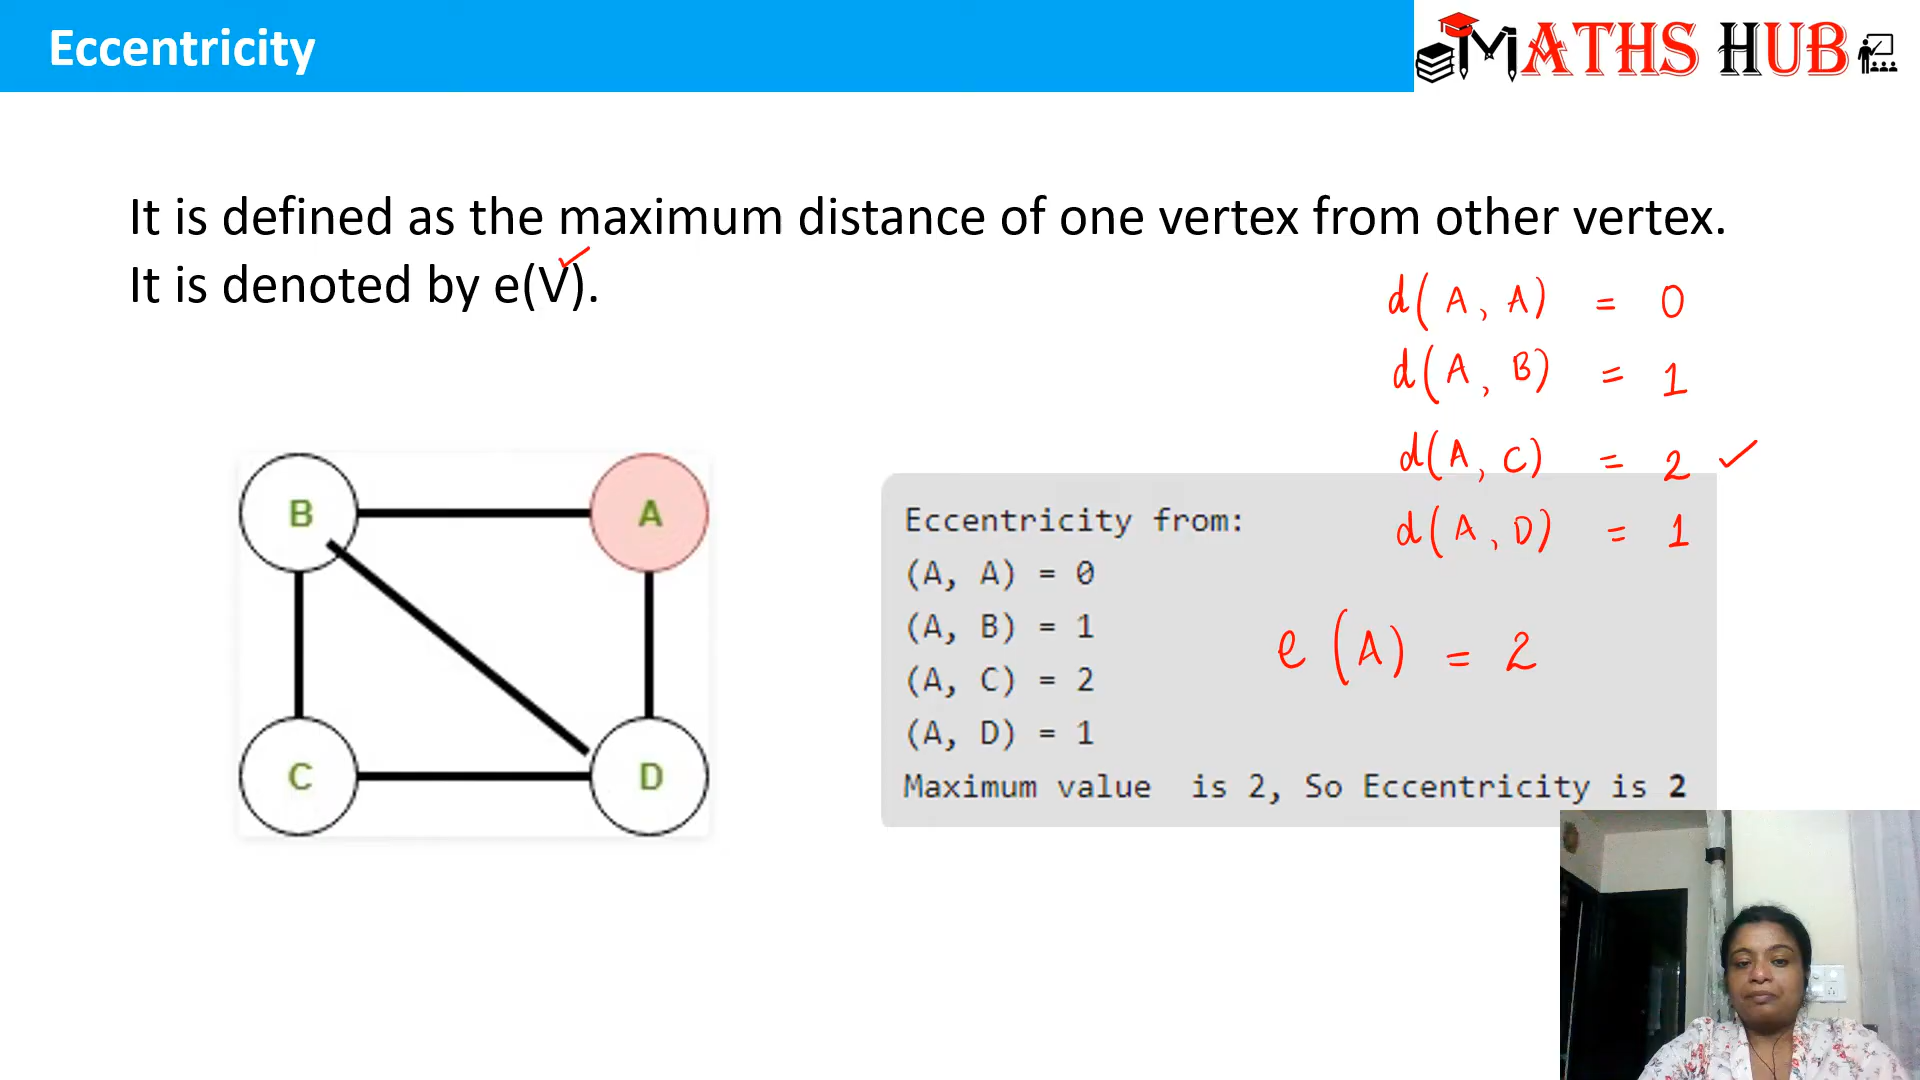 Eccentricity
MATHS HUB
It is defined as the maximum distance of one vertex from other vertex.
It is denoted by e(V).
d(A, A) = 0
d(A, B) = 1
d(A, C) = 2 ✓
d(A, D) = 1
B
A
C
D
Eccentricity from:
(A, A) = 0
(A, B) = 1
(A, C) = 2
(A, D) = 1
Maximum value is 2, So Eccentricity is 2
e(A) = 2